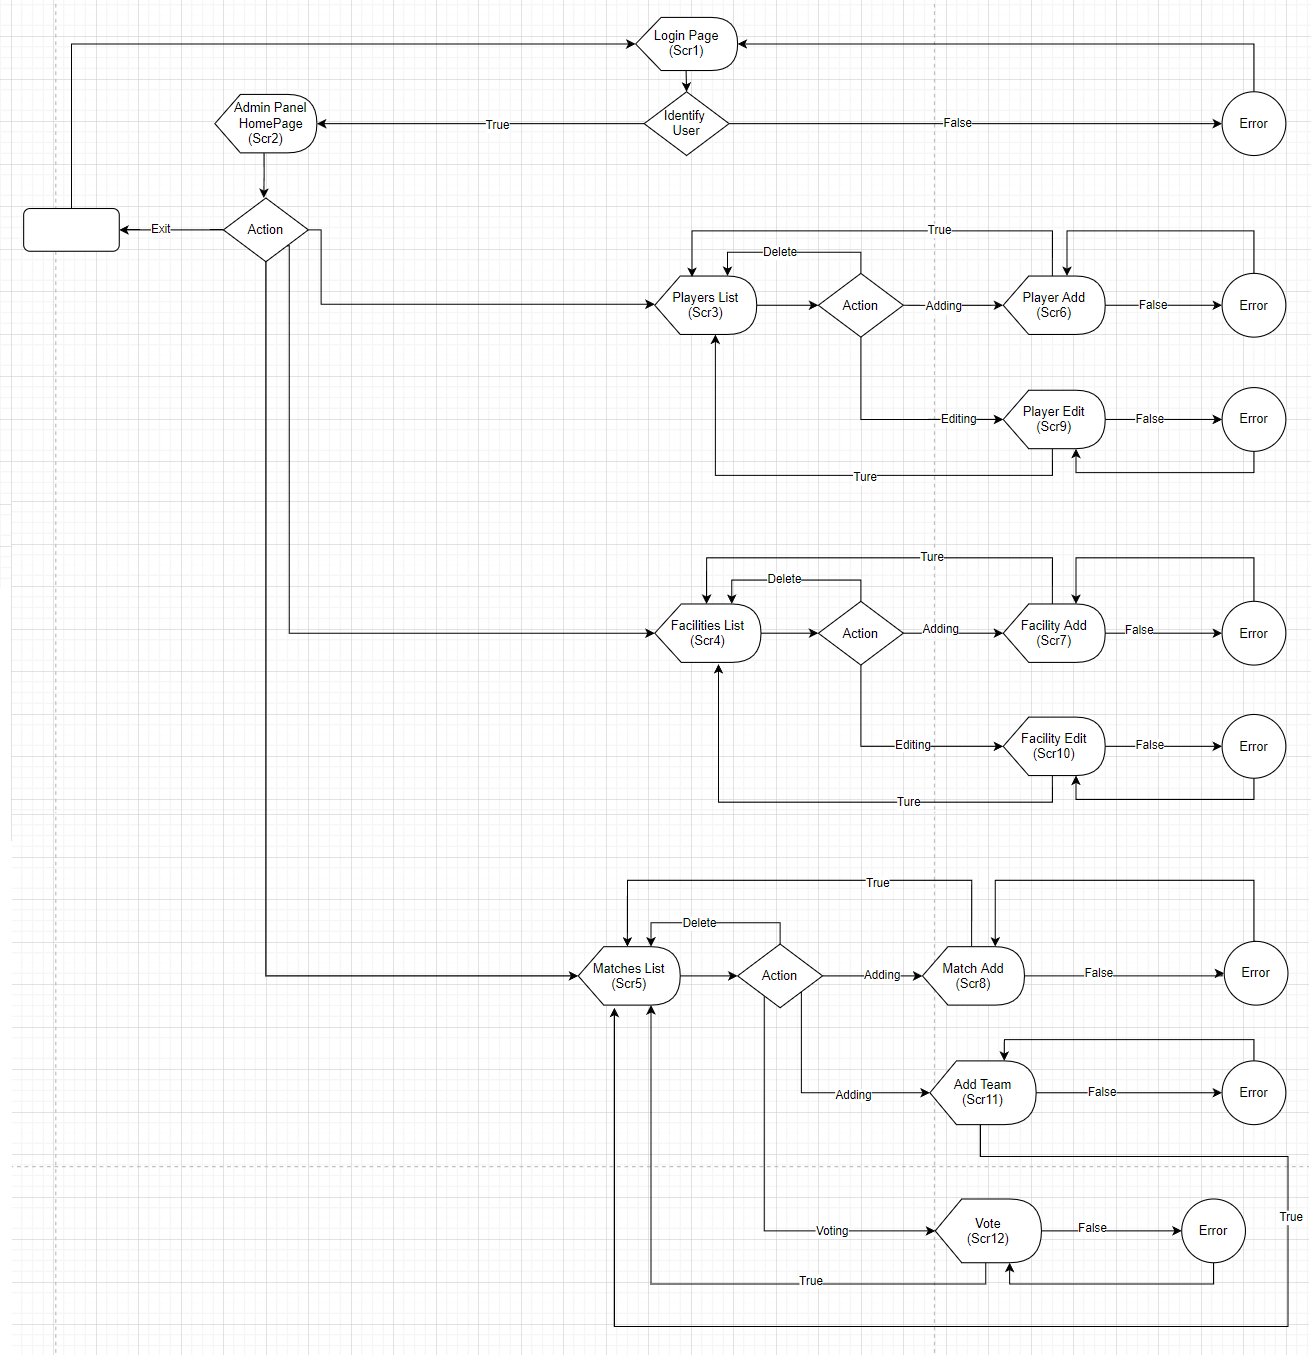 Login Page
(Scr1)
Admin Panel
HomePage
(Scr2)
True
Identify
User
False
Error
Exit
Action
True
Delete
Players List
(Scr3)
Action
Adding
Player Add
(Scr6)
False
Error
Editing
Player Edit
(Scr9)
False
Error
Ture
Ture
Delete
Facilities List
(Scr4)
Action
Adding
Facility Add
(Scr7)
False
Error
Editing
Facility Edit
(Scr10)
False
Error
Ture
True
Delete
Matches List
(Scr5)
Action
Adding
Match Add
(Scr8)
False
Error
Adding
Add Team
(Scr11)
False
Error
True
Voting
Vote
(Scr12)
False
Error
True